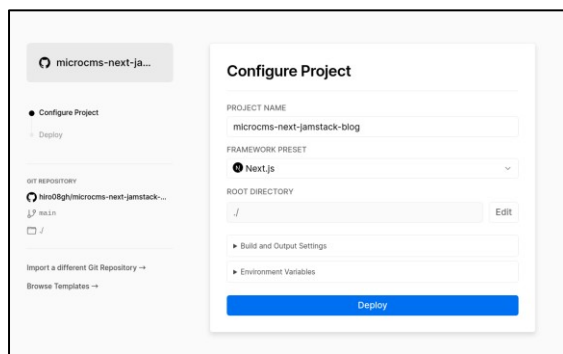 microcms-next-ja...
Configure Project
Deploy
GIT REPOSITORY
hiro08gh/microcms-next-jamstack-...
main
./
Import a different Git Repository →
Browse Templates →
Configure Project
PROJECT NAME
microcms-next-jamstack-blog
FRAMEWORK PRESET
Next.js
ROOT DIRECTORY
./
Edit
Build and Output Settings
Environment Variables
Deploy